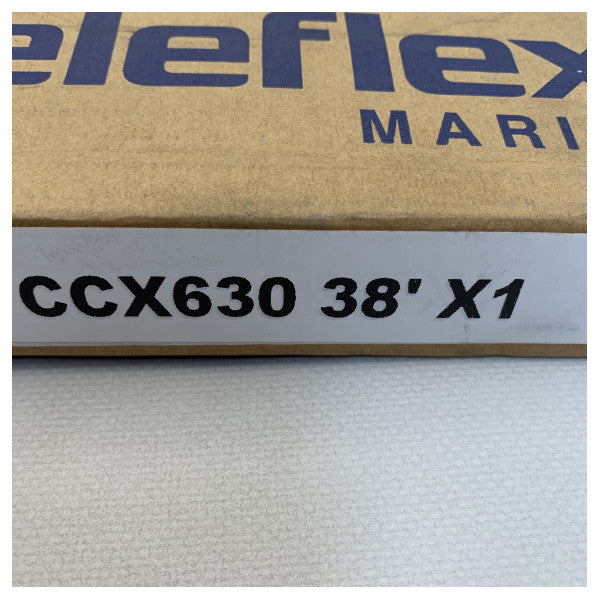 eleflex
MARI
CCX630 38' X1